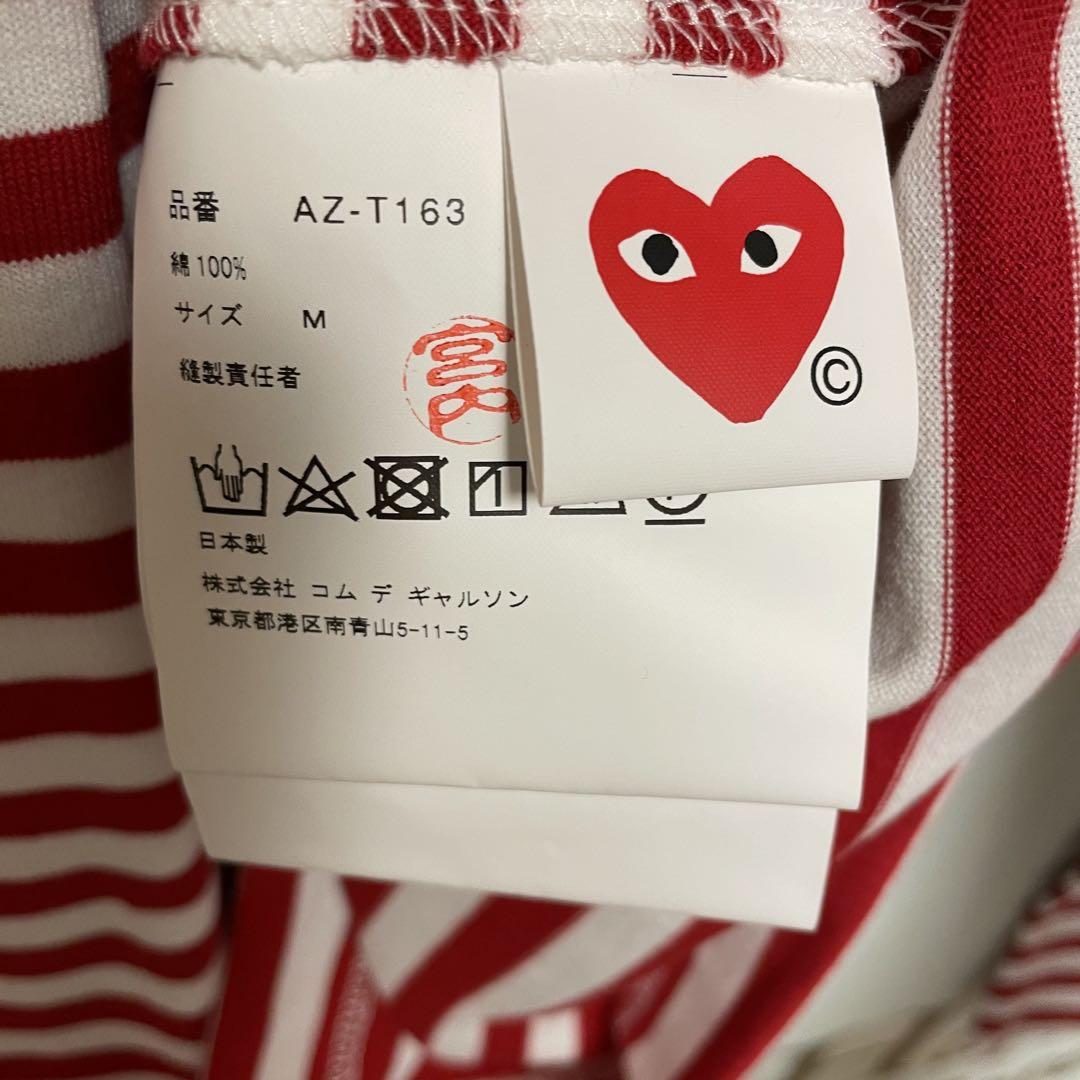 品番 AZ-T163
綿100%
サイズ M
縫製責任者
宮
日本製
株式会社 コム デ ギャルソン
東京都港区南青山5-11-5
©